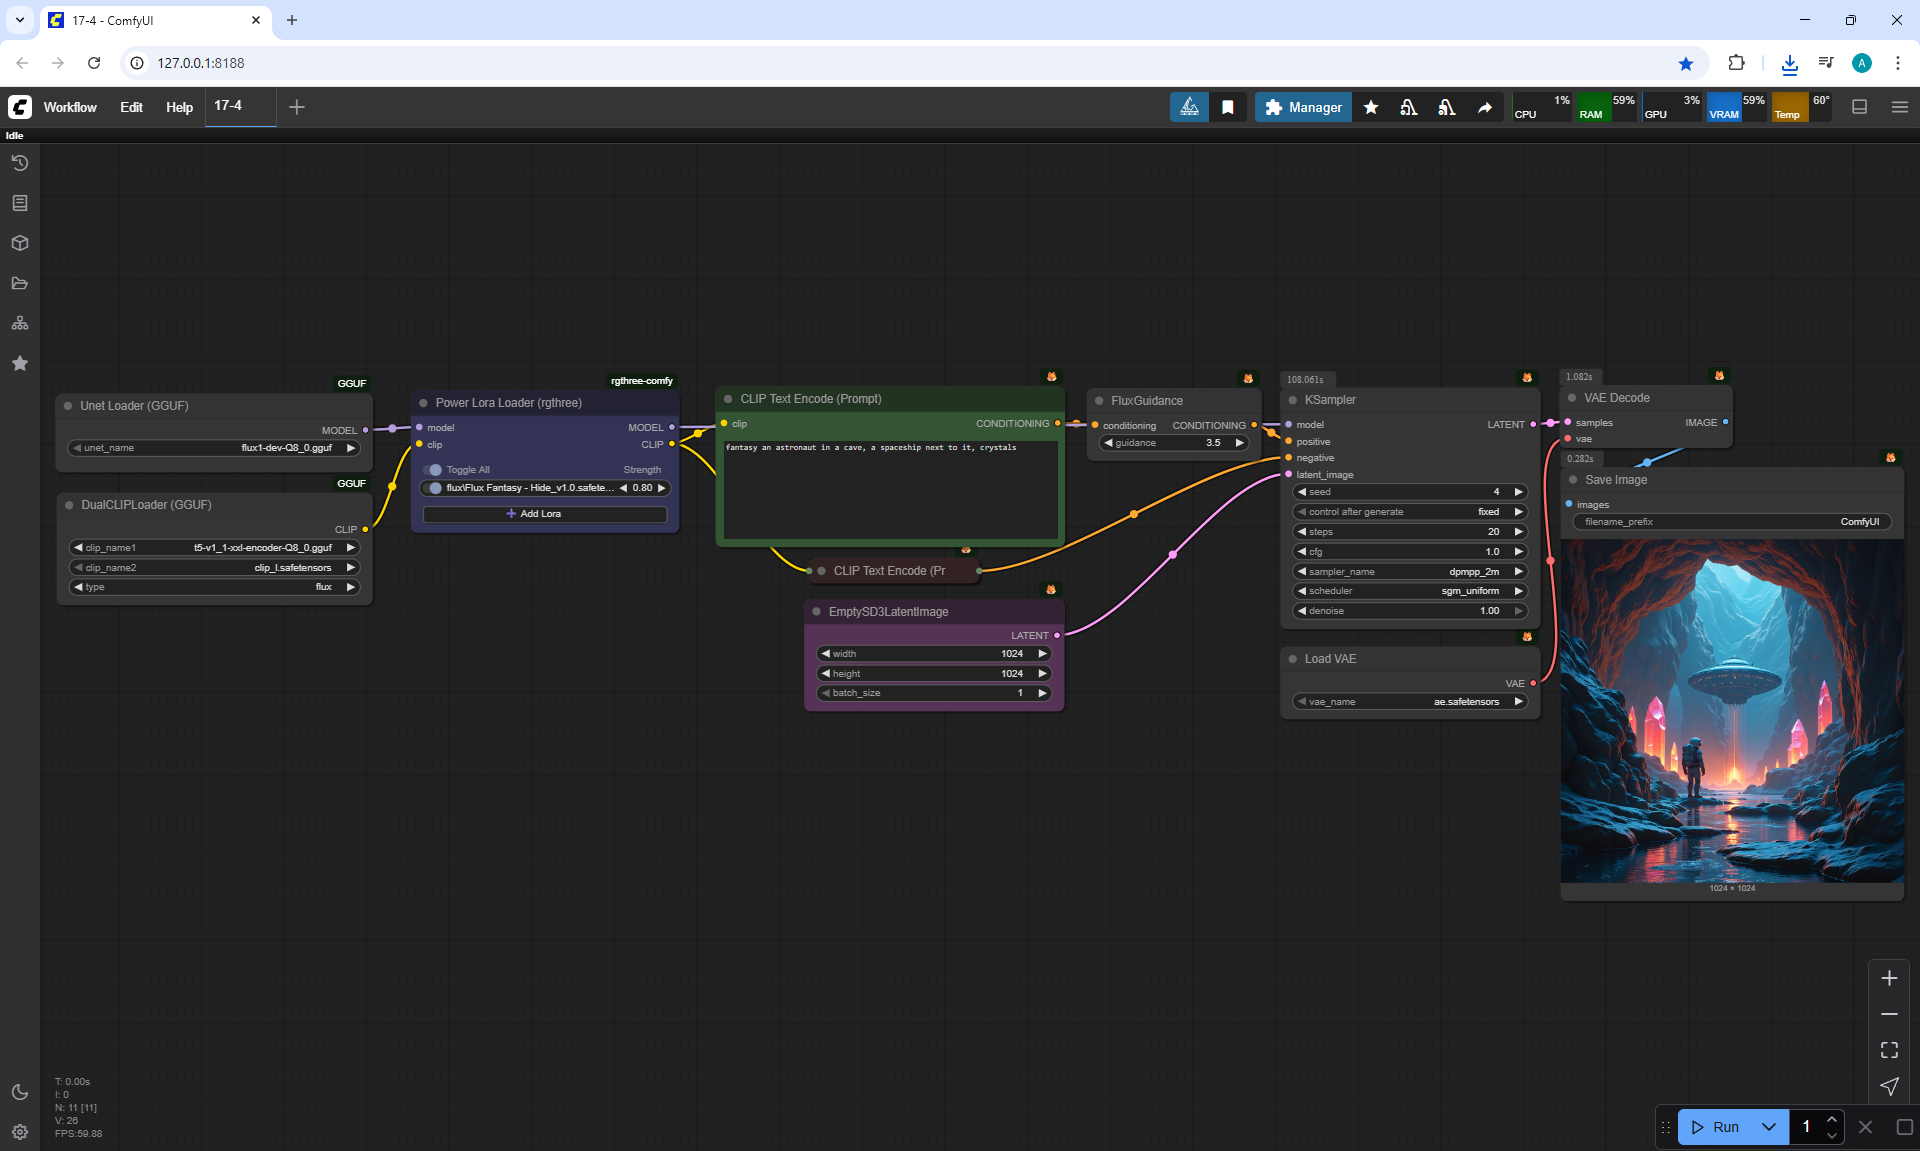 17-4 - ComfyUI
127.0.0.1:8188
A
Workflow
Edit
Help
17-4
Manager
CPU 1%
RAM 59%
GPU 3%
VRAM 59%
Temp 60°
Idle
GGUF
Unet Loader (GGUF)
MODEL
unet_name flux1-dev-Q8_0.gguf
GGUF
DualCLIPLoader (GGUF)
CLIP
clip_name1 t5-v1_1-xxl-encoder-Q8_0.gguf
clip_name2 clip_l.safetensors
type flux
rgthree-comfy
Power Lora Loader (rgthree)
model MODEL
clip CLIP
Toggle All Strength
flux\Flux Fantasy - Hide_v1.0.safete... 0.80
Add Lora
CLIP Text Encode (Prompt)
clip CONDITIONING
fantasy an astronaut in a cave, a spaceship next to it, crystals
CLIP Text Encode (Pr
EmptySD3LatentImage
LATENT
width 1024
height 1024
batch_size 1
FluxGuidance
conditioning CONDITIONING
guidance 3.5
108.061s
KSampler
model LATENT
positive
negative
latent_image
seed 4
control after generate fixed
steps 20
cfg 1.0
sampler_name dpmpp_2m
scheduler sgm_uniform
denoise 1.00
Load VAE
VAE
vae_name ae.safetensors
1.082s
VAE Decode
samples IMAGE
vae
0.282s
Save Image
images
filename_prefix ComfyUI
1024 × 1024
T: 0.00s
I: 0
N: 11 [11]
V: 26
FPS:59.88
Run
1